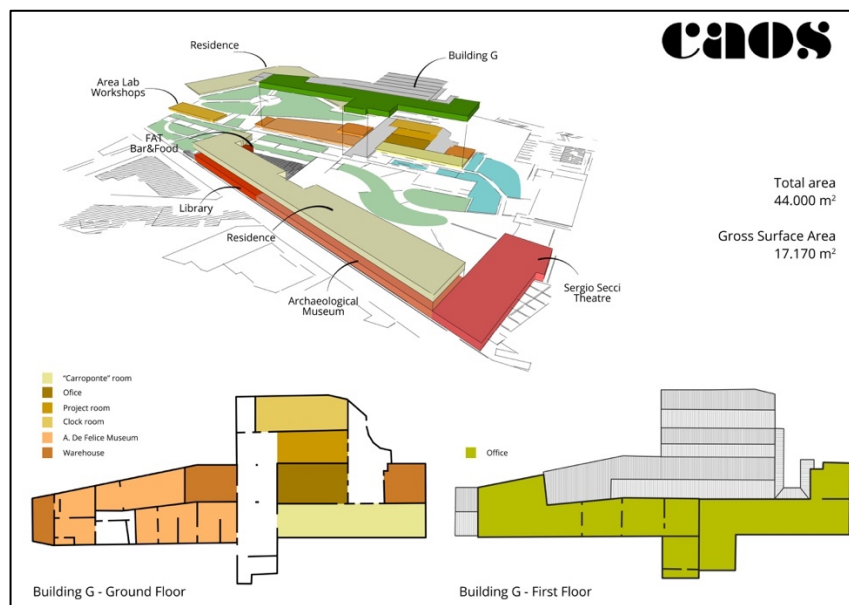 caos
Residence
Building G
Area Lab
Workshops
FAT
Bar&Food
Library
Residence
Archaeological
Museum
Sergio Secci
Theatre
Total area
44.000 m²
Gross Surface Area
17.170 m²
"Carroponte" room
Ofice
Project room
Clock room
A. De Felice Museum
Warehouse
Office
Building G - Ground Floor
Building G - First Floor